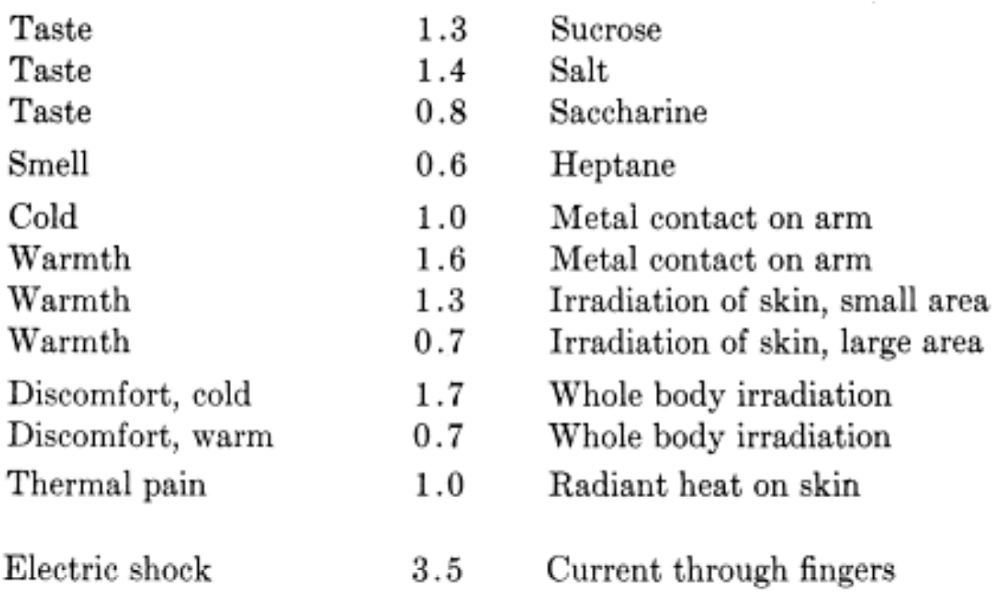 Taste 1.3 Sucrose
Taste 1.4 Salt
Taste 0.8 Saccharine
Smell 0.6 Heptane
Cold 1.0 Metal contact on arm
Warmth 1.6 Metal contact on arm
Warmth 1.3 Irradiation of skin, small area
Warmth 0.7 Irradiation of skin, large area
Discomfort, cold 1.7 Whole body irradiation
Discomfort, warm 0.7 Whole body irradiation
Thermal pain 1.0 Radiant heat on skin
Electric shock 3.5 Current through fingers